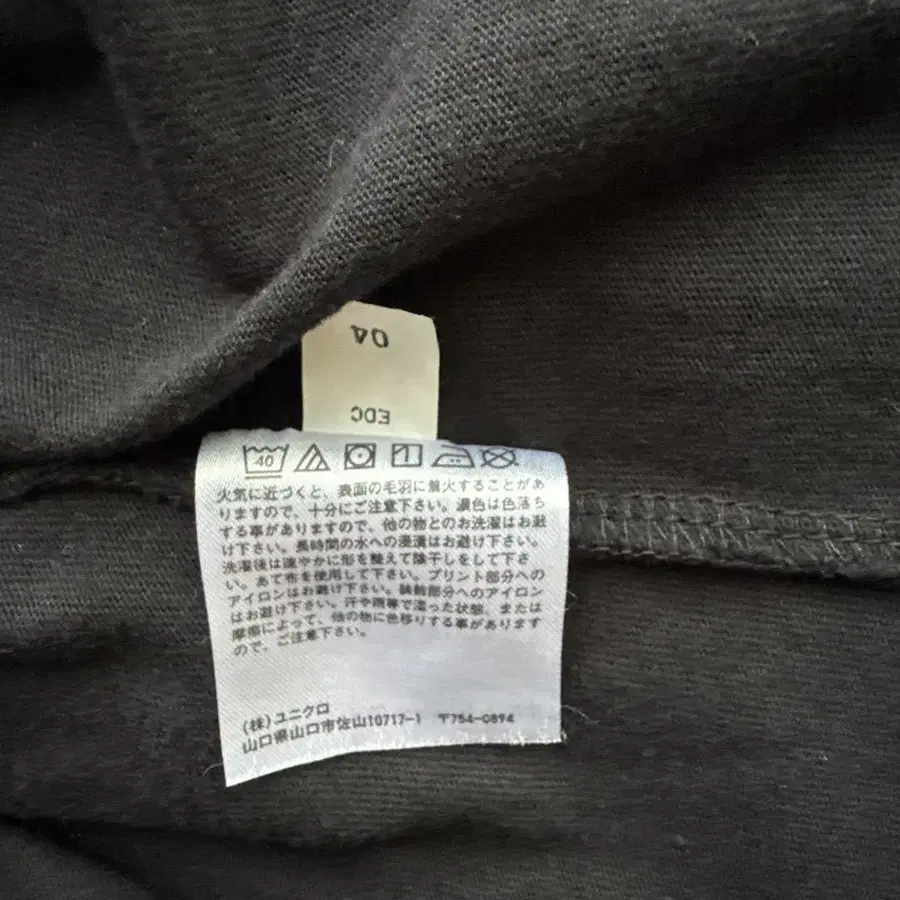 04
EDC
40
火気に近づくと、表面の毛羽に着火することがあ
りますので、十分にご注意下さい。濃色は色落ち
する事がありますので、他の物とのお洗濯はお避
け下さい。長時間の水への浸漬はお避け下さい。
洗濯後は速やかに形を整えて陰干しをして下さ
い。あて布を使用して下さい。プリント部分への
アイロンはお避け下さい。装飾部分へのアイロン
はお避け下さい。汗や雨等で湿った状態、または
摩擦によって、他の物に色移りする事があります
ので、ご注意下さい。
(株)ユニクロ
山口県山口市佐山10717-1 〒754-0894